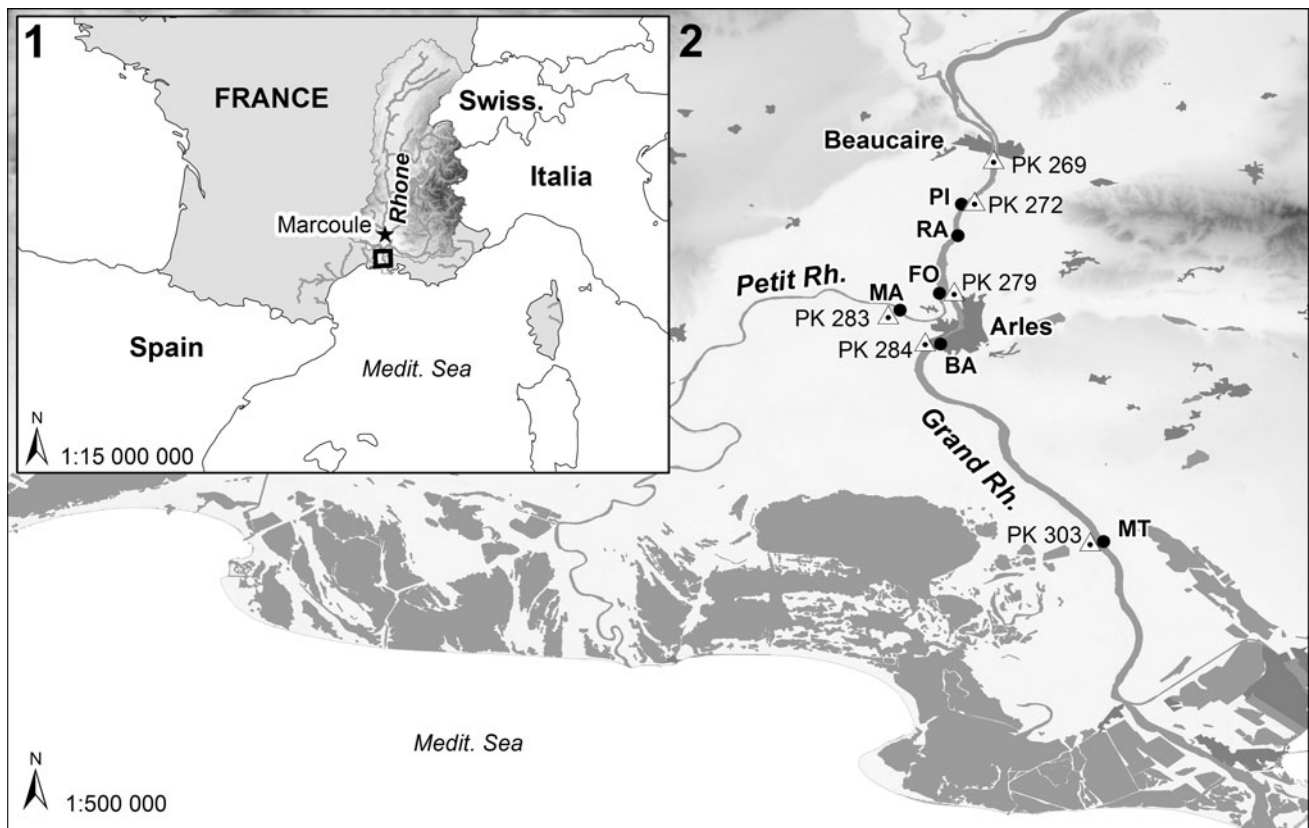 1
FRANCE
Swiss.
Rhone
Italia
Marcoule
Spain
Medit. Sea
N
1:15 000 000
2
Beaucaire
PK 269
PI
PK 272
RA
FO
PK 279
Petit Rh.
MA
PK 283
Arles
PK 284
BA
Grand Rh.
PK 303
MT
Medit. Sea
N
1:500 000